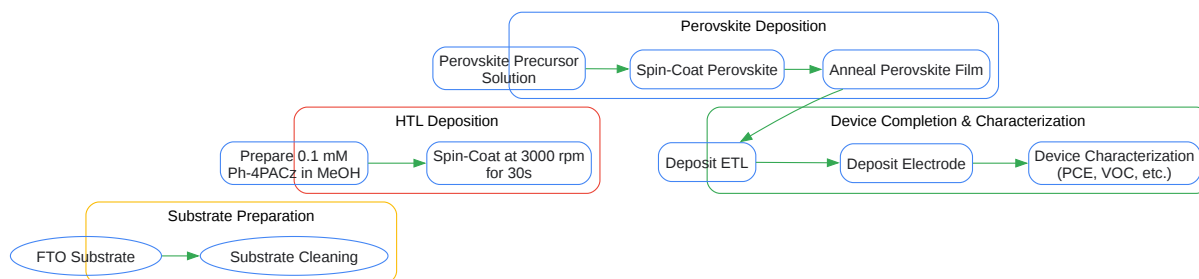 Perovskite Deposition
Perovskite Precursor
Solution
Spin-Coat Perovskite
Anneal Perovskite Film
HTL Deposition
Prepare 0.1 mM
Ph-4PACz in MeOH
Spin-Coat at 3000 rpm
for 30s
Device Completion & Characterization
Deposit ETL
Deposit Electrode
Device Characterization
(PCE, VOC, etc.)
Substrate Preparation
FTO Substrate
Substrate Cleaning